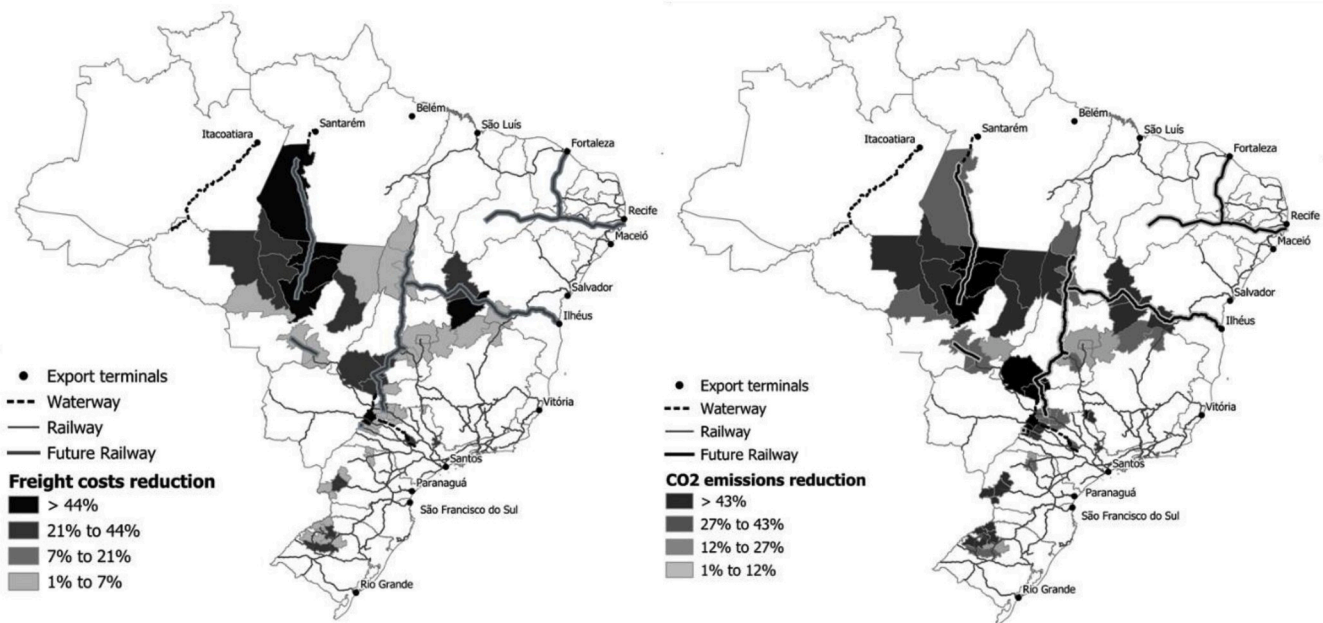 Belém
Santarém
Itacoatiara
São Luís
Fortaleza
Recife
Maceió
Salvador
Ilhéus
Vitória
Santos
Paranaguá
São Francisco do Sul
Rio Grande
Export terminals
Waterway
Railway
Future Railway
Freight costs reduction
> 44%
21% to 44%
7% to 21%
1% to 7%
Belém
Santarém
Itacoatiara
São Luís
Fortaleza
Recife
Maceió
Salvador
Ilhéus
Vitória
Santos
Paranaguá
São Francisco do Sul
Rio Grande
Export terminals
Waterway
Railway
Future Railway
CO2 emissions reduction
> 43%
27% to 43%
12% to 27%
1% to 12%